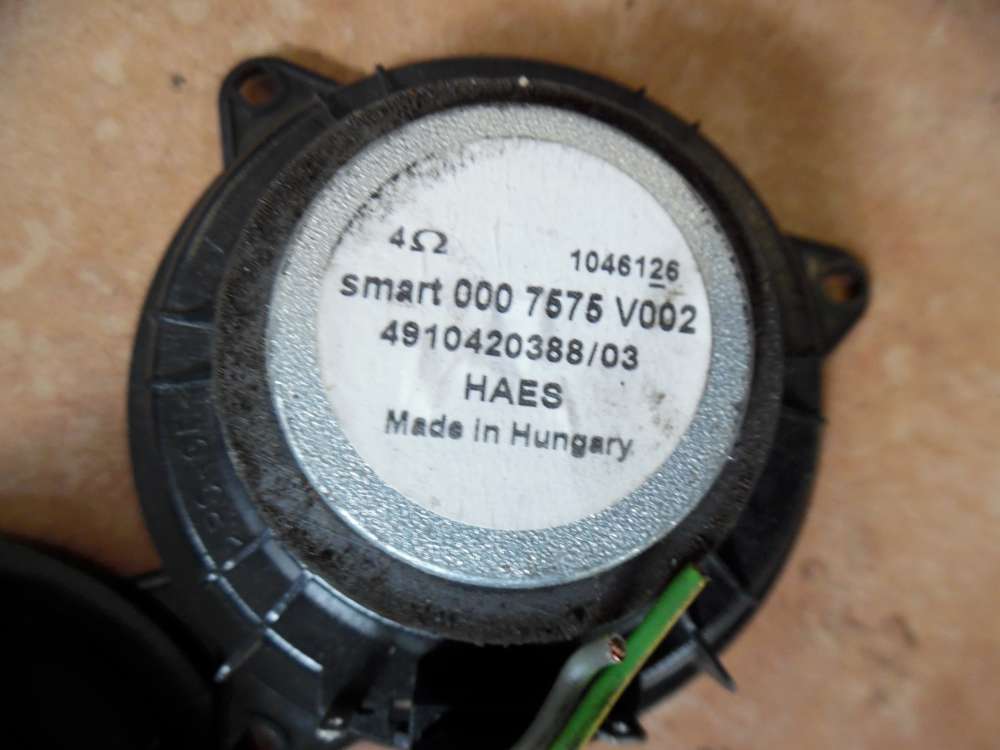 4Ω
1046126
smart 000 7575 V002
4910420388/03
HAES
Made in Hungary